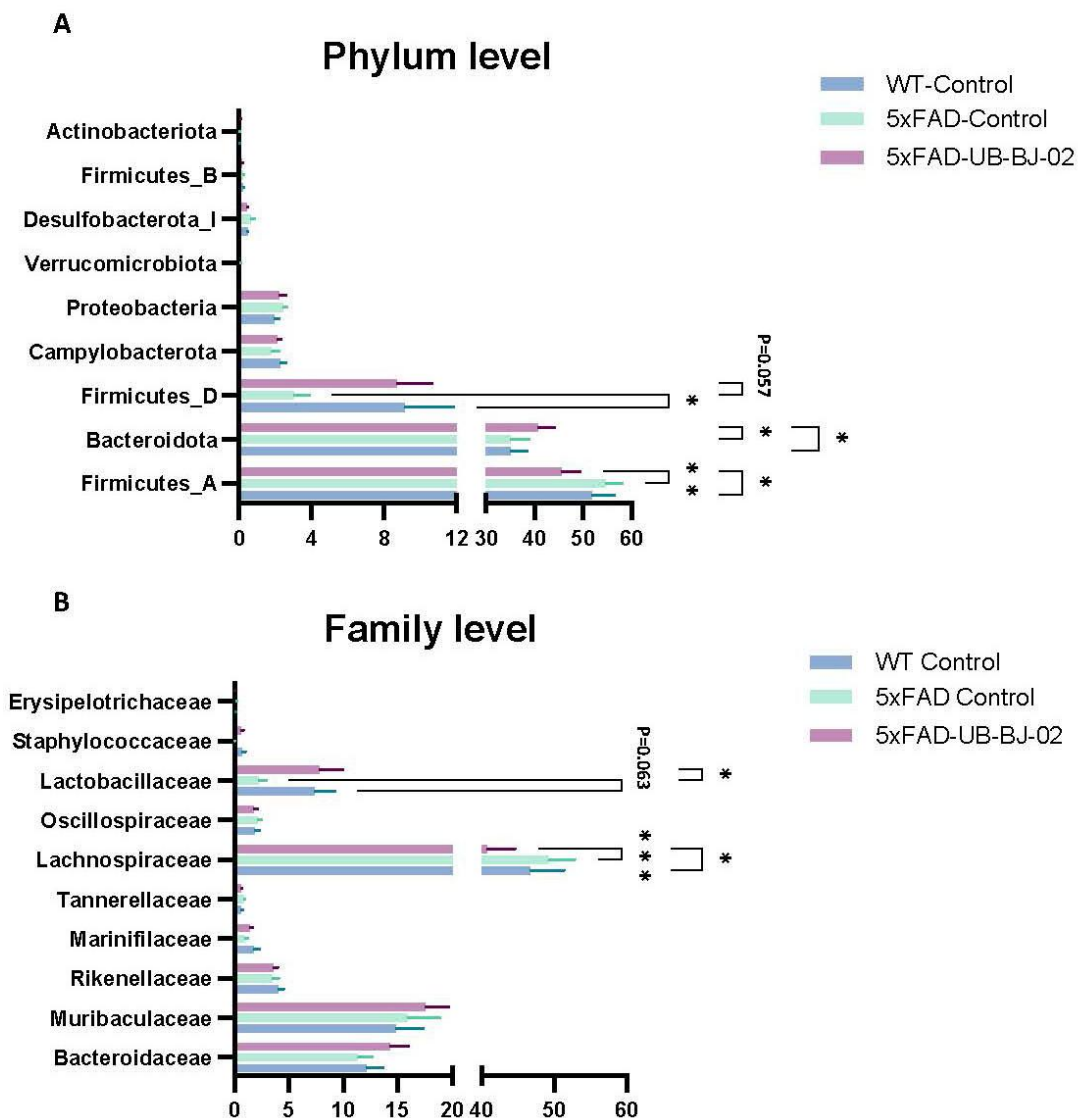 A
Phylum level
WT-Control
5xFAD-Control
5xFAD-UB-BJ-02
Actinobacteriota
Firmicutes_B
Desulfobacterota_I
Verrucomicrobiota
Proteobacteria
Campylobacterota
Firmicutes_D
Bacteroidota
Firmicutes_A
P=0.057
*
* *
* * *
0 4 8 12 30 40 50 60
B
Family level
WT Control
5xFAD Control
5xFAD-UB-BJ-02
Erysipelotrichaceae
Staphylococcaceae
Lactobacillaceae
Oscillospiraceae
Lachnospiraceae
Tannerellaceae
Marinifilaceae
Rikenellaceae
Muribaculaceae
Bacteroidaceae
P=0.063
*
* * * *
0 5 10 15 20 40 50 60